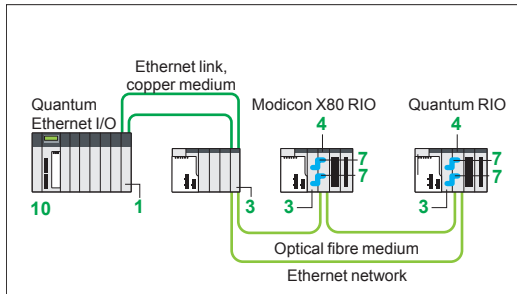 Ethernet link,
copper medium
Quantum
Ethernet I/O
Modicon X80 RIO
Quantum RIO
4
4
7
7
7
7
10
1
3
3
3
Optical fibre medium
Ethernet network